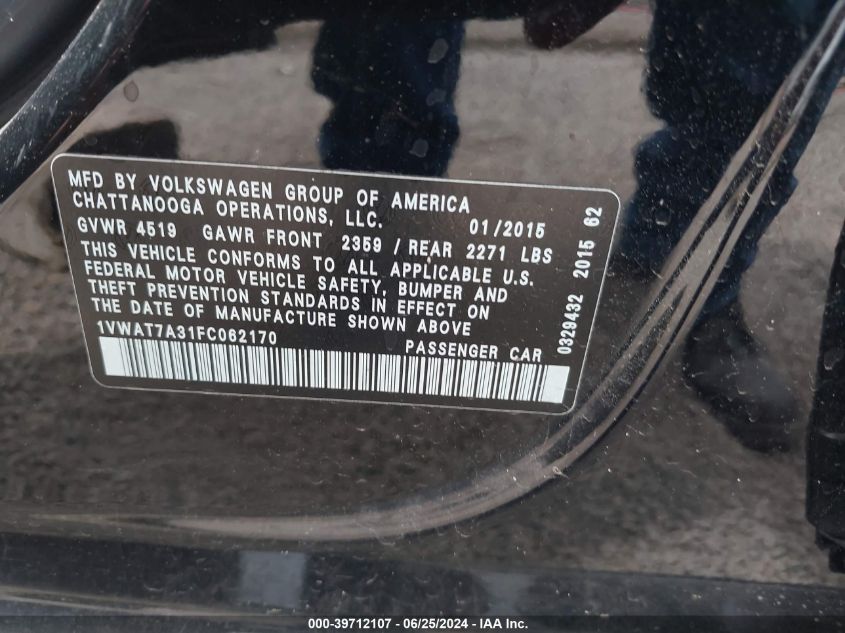 MFD BY VOLKSWAGEN GROUP OF AMERICA
CHATTANOOGA OPERATIONS, LLC. 01/2015
GVWR 4519 GAWR FRONT 2359 / REAR 2271 LBS
THIS VEHICLE CONFORMS TO ALL APPLICABLE U.S.
FEDERAL MOTOR VEHICLE SAFETY, BUMPER AND
THEFT PREVENTION STANDARDS IN EFFECT ON
THE DATE OF MANUFACTURE SHOWN ABOVE
1VWAT7A31FC062170 PASSENGER CAR
0329432 2015 62
000-39712107 - 06/25/2024 - IAA Inc.